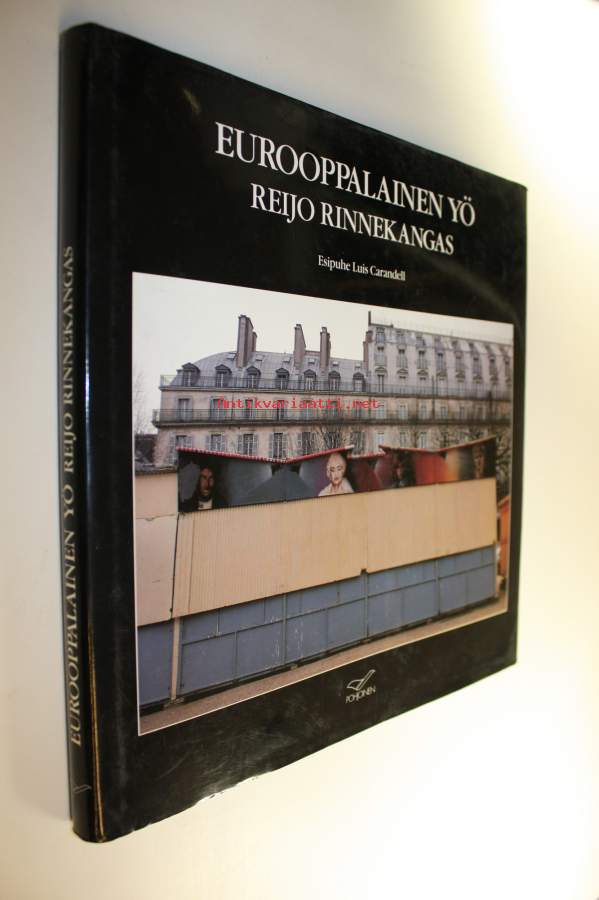 EUROOPPALAINEN YÖ
REIJO RINNEKANGAS
Esipuhe Luis Carandell
Antikvariaatti.net
POHJOINEN
EUROOPPALAINEN YÖ REIJO RINNEKANGAS